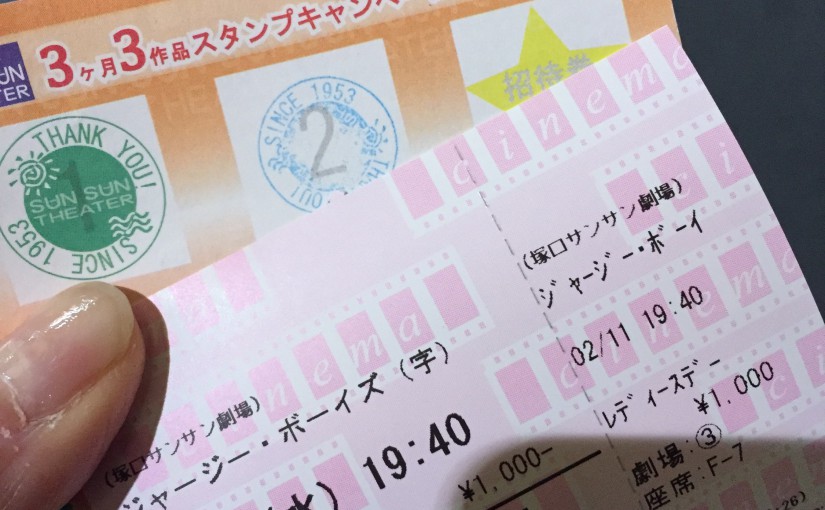 SUN
THEATER
3ヶ月3作品スタンプキャンペ
THANK YOU!
1
SUN SUN
THEATER
SINCE 1953
SINCE 1953
2
招待券
cinema
(塚口サンサン劇場)
ジャージー・ボーイ
02/11 19:40
レディースデー
¥1,000
劇場:③
座席:F-7
(塚口サンサン劇場)
ジャージー・ボーイズ(字)
水) 19:40
¥1,000-